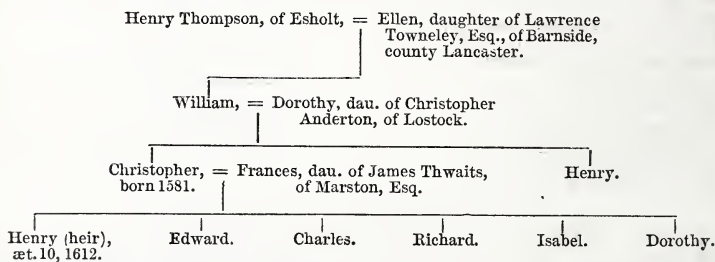 Henry Thompson, of Esholt, = Ellen, daughter of Lawrence
Towneley, Esq., of Barnside,
county Lancaster.
William, = Dorothy, dau. of Christopher
Anderton, of Lostock.
Christopher, = Frances, dau. of James Thwaits, Henry.
born 1581. of Marston, Esq.
Henry (heir), Edward. Charles. Richard. Isabel. Dorothy.
æt. 10, 1612.